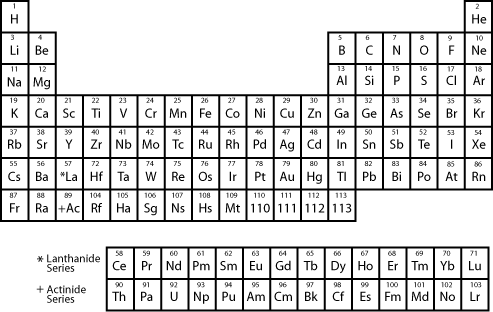 1 2
H He
3 4 5 6 7 8 9 10
Li Be B C N O F Ne
11 12 13 14 15 16 17 18
Na Mg Al Si P S Cl Ar
19 20 21 22 23 24 25 26 27 28 29 30 31 32 33 34 35 36
K Ca Sc Ti V Cr Mn Fe Co Ni Cu Zn Ga Ge As Se Br Kr
37 38 39 40 41 42 43 44 45 46 47 48 49 50 51 52 53 54
Rb Sr Y Zr Nb Mo Tc Ru Rh Pd Ag Cd In Sn Sb Te I Xe
55 56 57 72 73 74 75 76 77 78 79 80 81 82 83 84 85 86
Cs Ba *La Hf Ta W Re Os Ir Pt Au Hg Tl Pb Bi Po At Rn
87 88 89 104 105 106 107 108 109 110 111 112 113
Fr Ra +Ac Rf Ha Sg Ns Hs Mt 110 111 112 113
58 59 60 61 62 63 64 65 66 67 68 69 70 71
* Lanthanide Series Ce Pr Nd Pm Sm Eu Gd Tb Dy Ho Er Tm Yb Lu
90 91 92 93 94 95 96 97 98 99 100 101 102 103
+ Actinide Series Th Pa U Np Pu Am Cm Bk Cf Es Fm Md No Lr